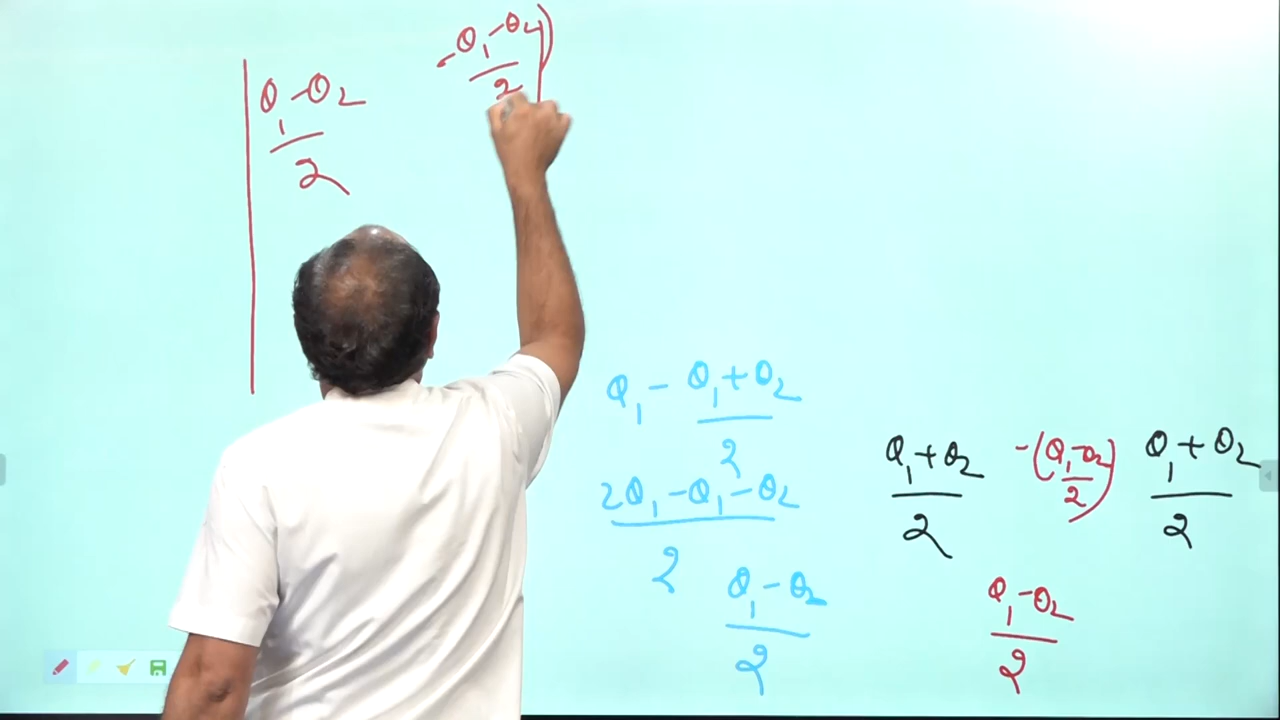 Q₁-Q₂
2
-Q₁-Q₂)
2
Q₁ - Q₁+Q₂
2
2Q₁-Q₁-Q₂
2
Q₁-Q₂
2
Q₁+Q₂
2
-(Q₁-Q₂)
2
Q₁+Q₂
2
Q₁-Q₂
2